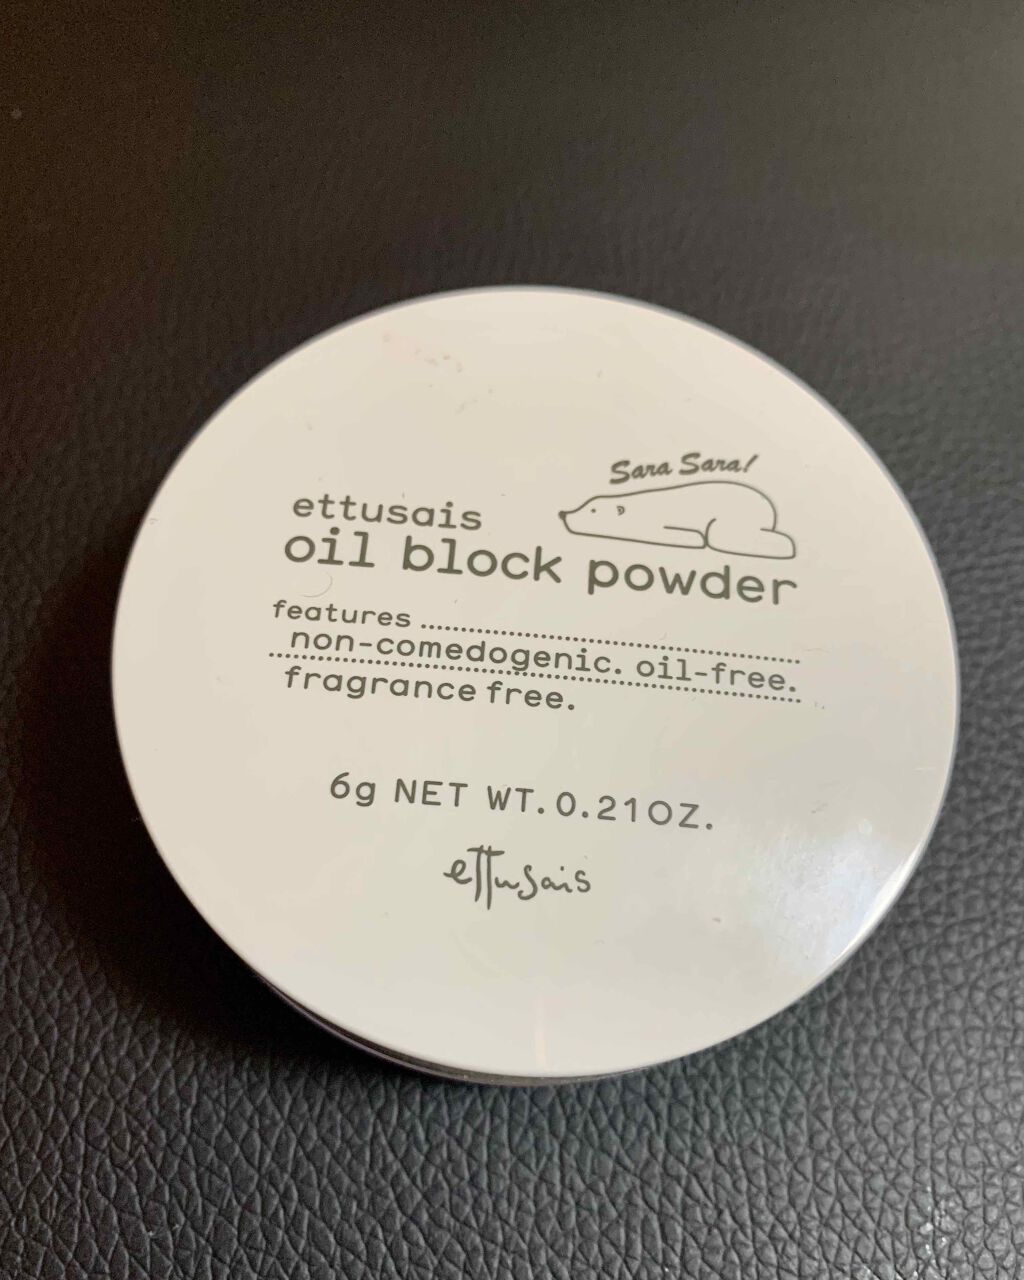 Sara Sara!
ettusais
oil block powder
features
non-comedogenic. oil-free.
fragrance free.
6g NET WT. 0.21OZ.
ettusais